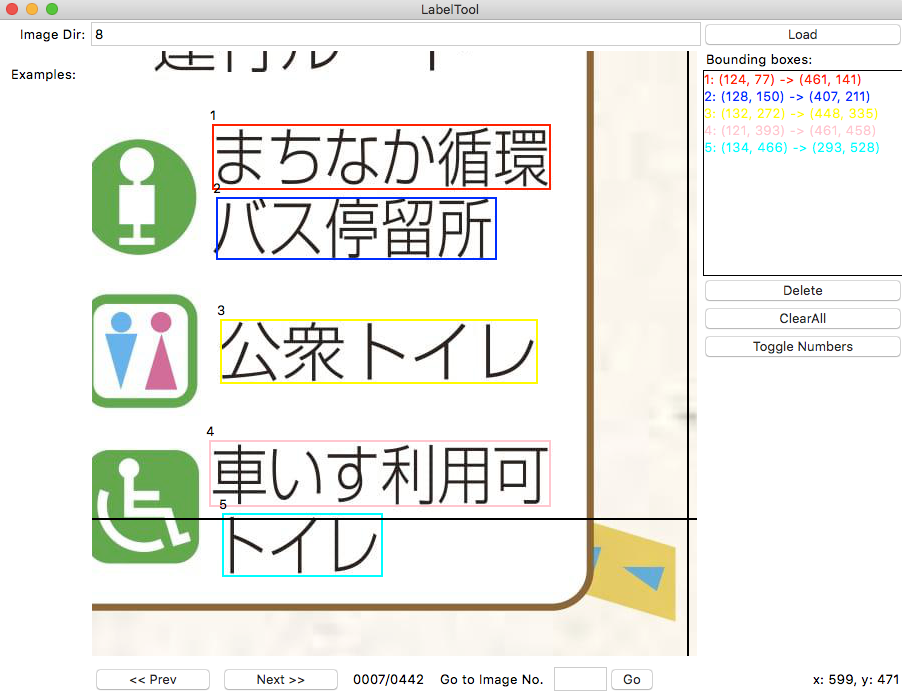 LabelTool
Image Dir: 8 Load
Examples:
Bounding boxes:
1: (124, 77) -> (461, 141)
2: (128, 150) -> (407, 211)
3: (132, 272) -> (448, 335)
4: (121, 393) -> (461, 458)
5: (134, 466) -> (293, 528)
Delete
ClearAll
Toggle Numbers
1
まちなか循環
2
バス停留所
3
公衆トイレ
4
車いす利用可
5
トイレ
<< Prev Next >> 0007/0442 Go to Image No. Go x: 599, y: 471